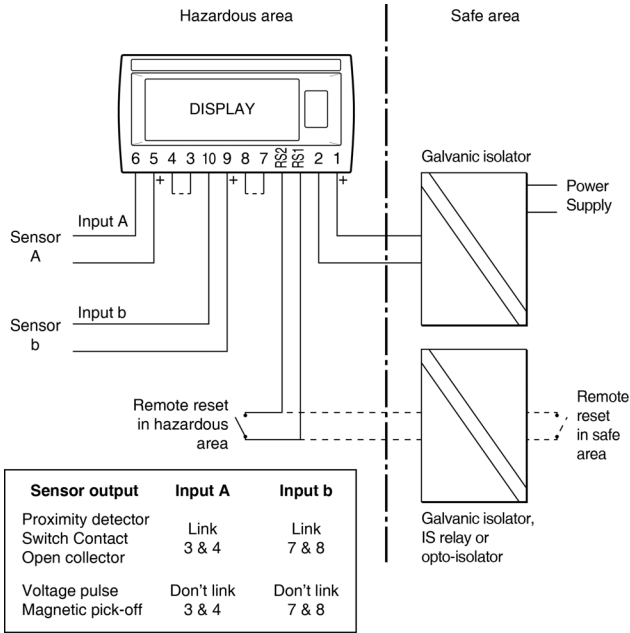 Hazardous area
Safe area
DISPLAY
6 5 4 3 10 9 8 7 RS2 RS1 2 1
+ + +
Galvanic isolator
Power
Supply
Input A
Sensor
A
Input b
Sensor
b
Remote reset
in hazardous
area
Remote
reset
in safe
area
Galvanic isolator,
IS relay or
opto-isolator
Sensor output Input A Input b
Proximity detector
Switch Contact
Open collector
Link
3 & 4
Link
7 & 8
Voltage pulse
Magnetic pick-off
Don't link
3 & 4
Don't link
7 & 8